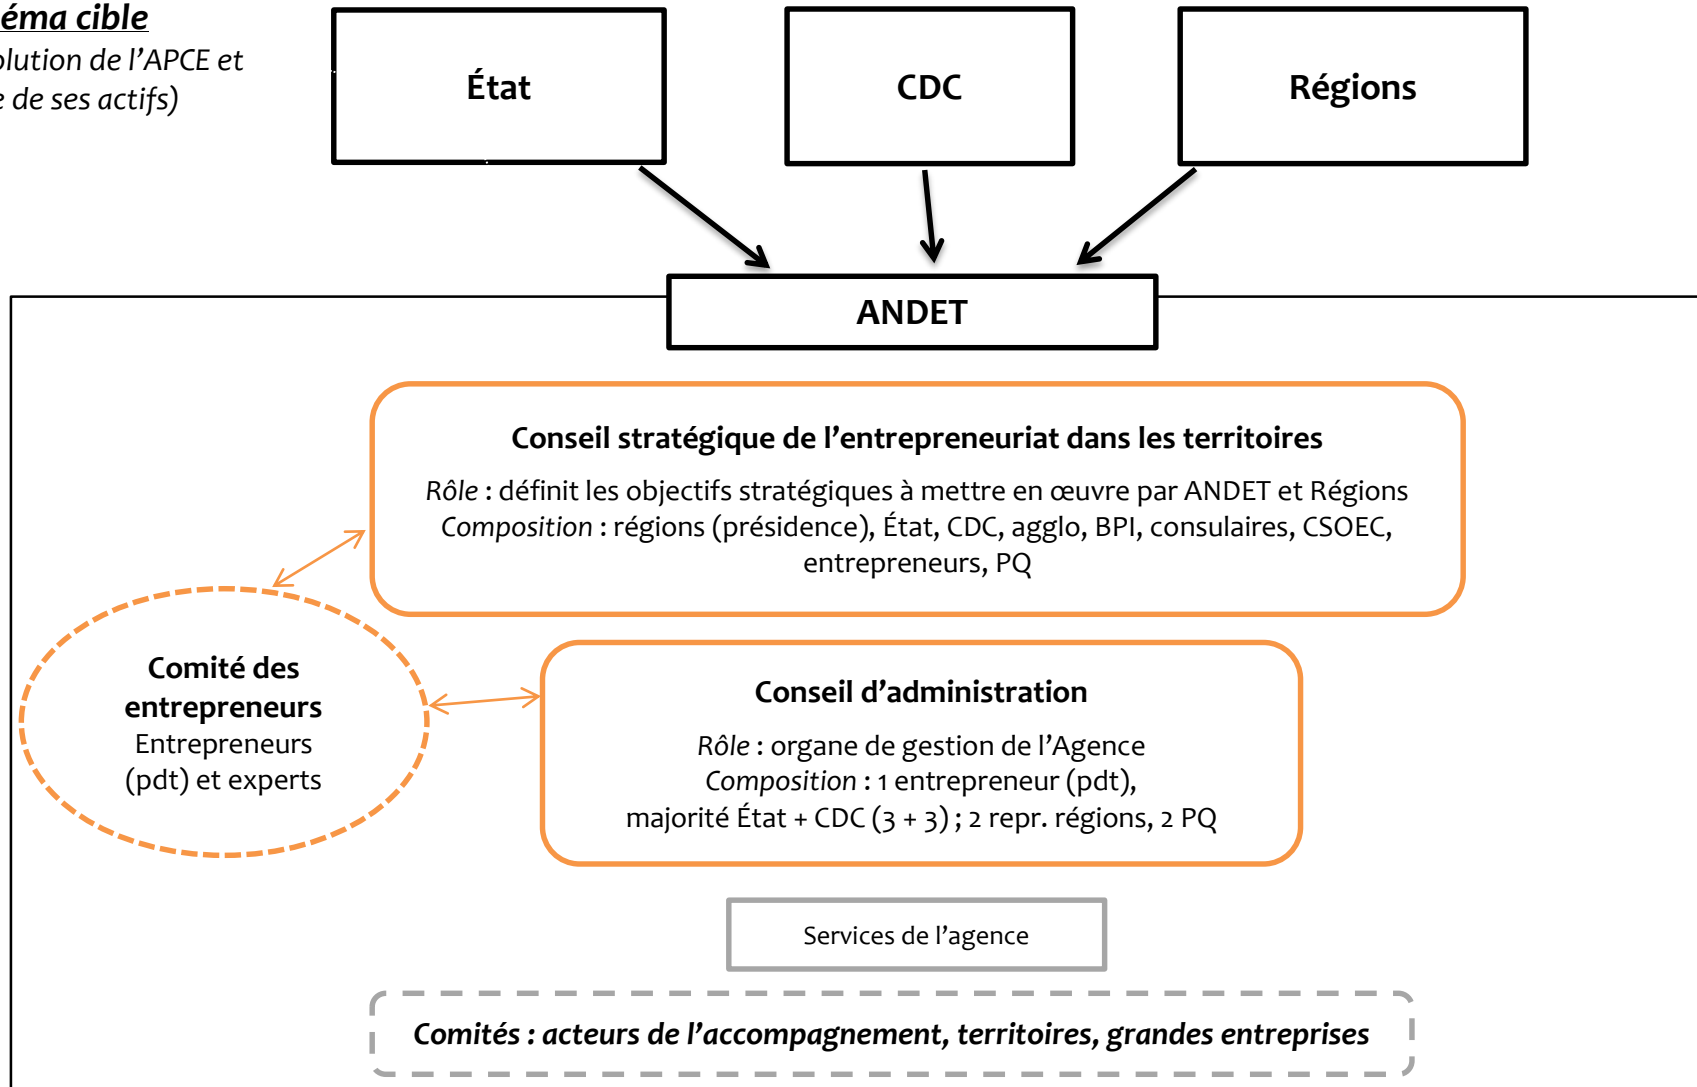 éma cible
olution de l’APCE et
e de ses actifs)
État
CDC
Régions
ANDET
Conseil stratégique de l’entrepreneuriat dans les territoires
Rôle : définit les objectifs stratégiques à mettre en œuvre par ANDET et Régions
Composition : régions (présidence), État, CDC, agglo, BPI, consulaires, CSOEC,
entrepreneurs, PQ
Comité des
entrepreneurs
Entrepreneurs
(pdt) et experts
Conseil d’administration
Rôle : organe de gestion de l’Agence
Composition : 1 entrepreneur (pdt),
majorité État + CDC (3 + 3) ; 2 repr. régions, 2 PQ
Services de l’agence
Comités : acteurs de l’accompagnement, territoires, grandes entreprises